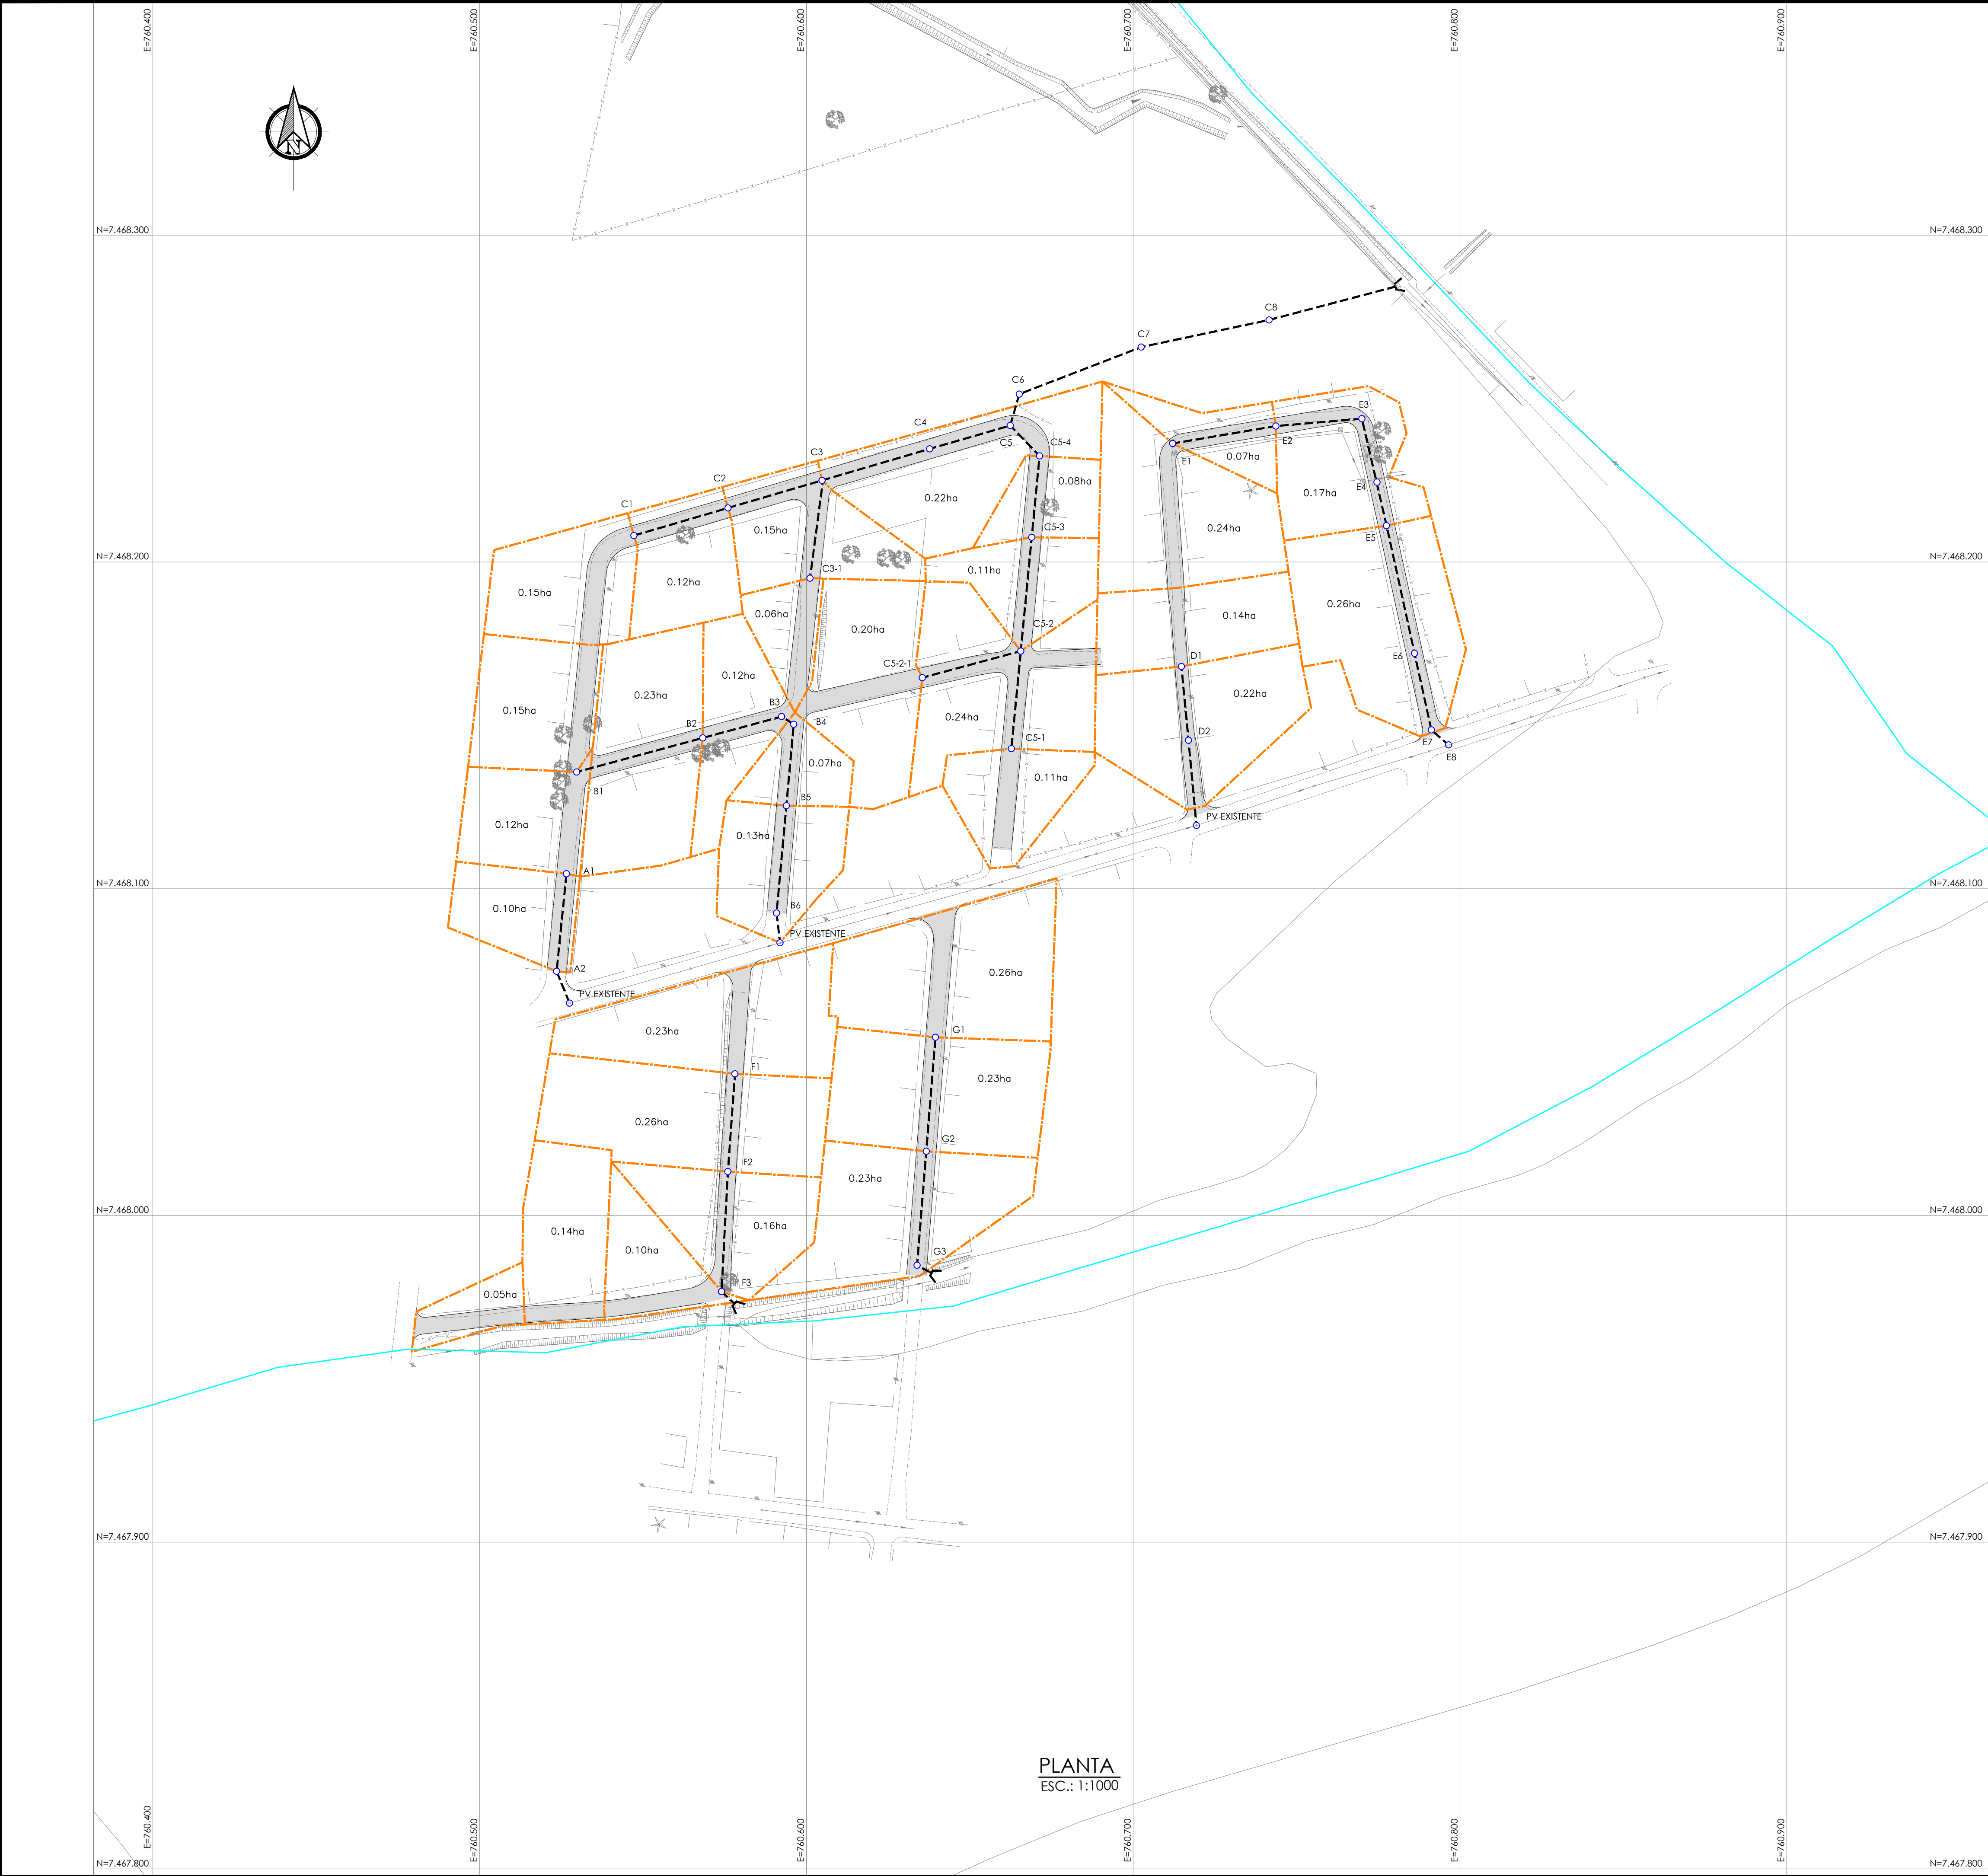 E=760.400
E=760.500
E=760.600
E=760.700
E=760.800
E=760.900
N
N=7.468.300
N=7.468.300
C8
C7
C6
E3
C4
C5
C5-4
E2
E1
C3
0.07ha
C2
0.08ha
E4
0.17ha
0.22ha
C1
0.15ha
C5-3
0.24ha
E5
N=7.468.200
N=7.468.200
0.11ha
C3-1
0.12ha
0.15ha
0.26ha
0.06ha
0.14ha
C5-2
0.20ha
E6
C5-2-1
D1
0.12ha
0.23ha
0.22ha
0.15ha
B3
0.24ha
B4
B2
D2
C5-1
E7
E8
0.07ha
0.11ha
B1
B5
PV EXISTENTE
0.12ha
0.13ha
A1
N=7.468.100
N=7.468.100
0.10ha
B6
PV EXISTENTE
A2
0.26ha
PV EXISTENTE
0.23ha
G1
F1
0.23ha
0.26ha
G2
F2
0.23ha
N=7.468.000
N=7.468.000
0.14ha
0.16ha
0.10ha
G3
F3
0.05ha
N=7.467.900
N=7.467.900
PLANTA
ESC.: 1:1000
E=760.400
E=760.500
E=760.600
E=760.700
E=760.800
E=760.900
N=7.467.800
N=7.467.800